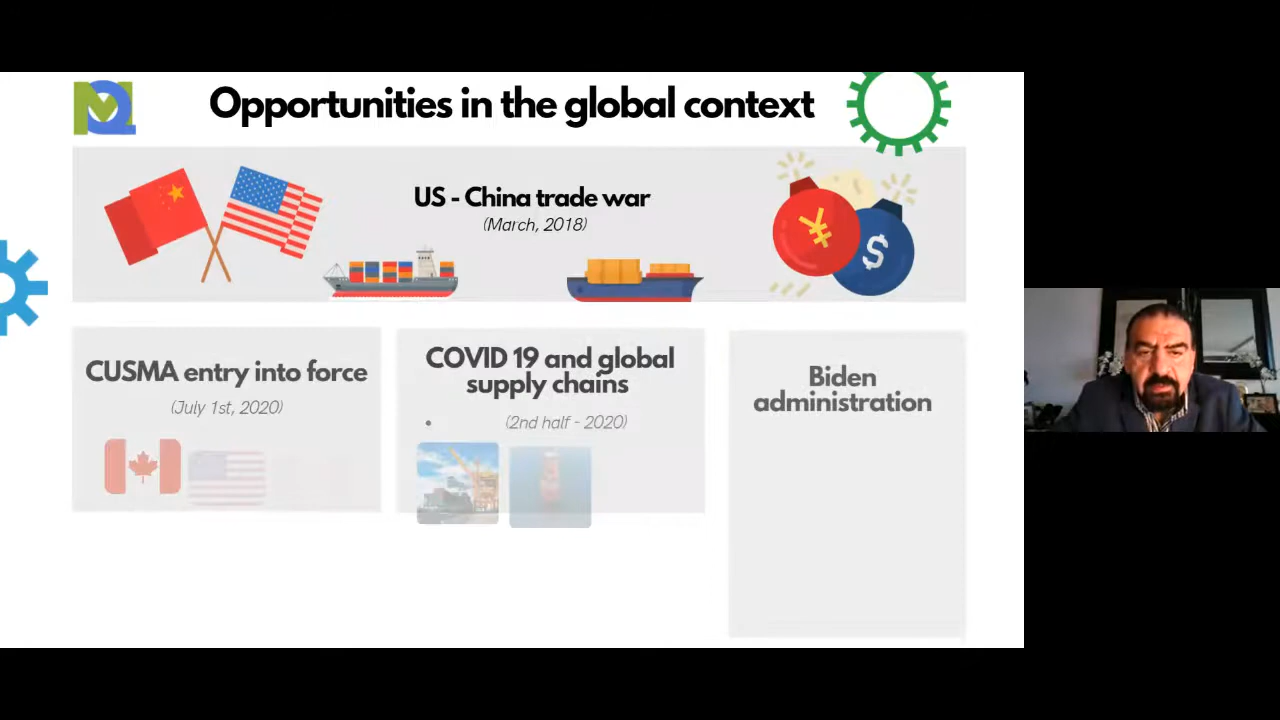 Opportunities in the global context
US - China trade war
(March, 2018)
¥
$
CUSMA entry into force
(July 1st, 2020)
COVID 19 and global
supply chains
• (2nd half - 2020)
Biden
administration